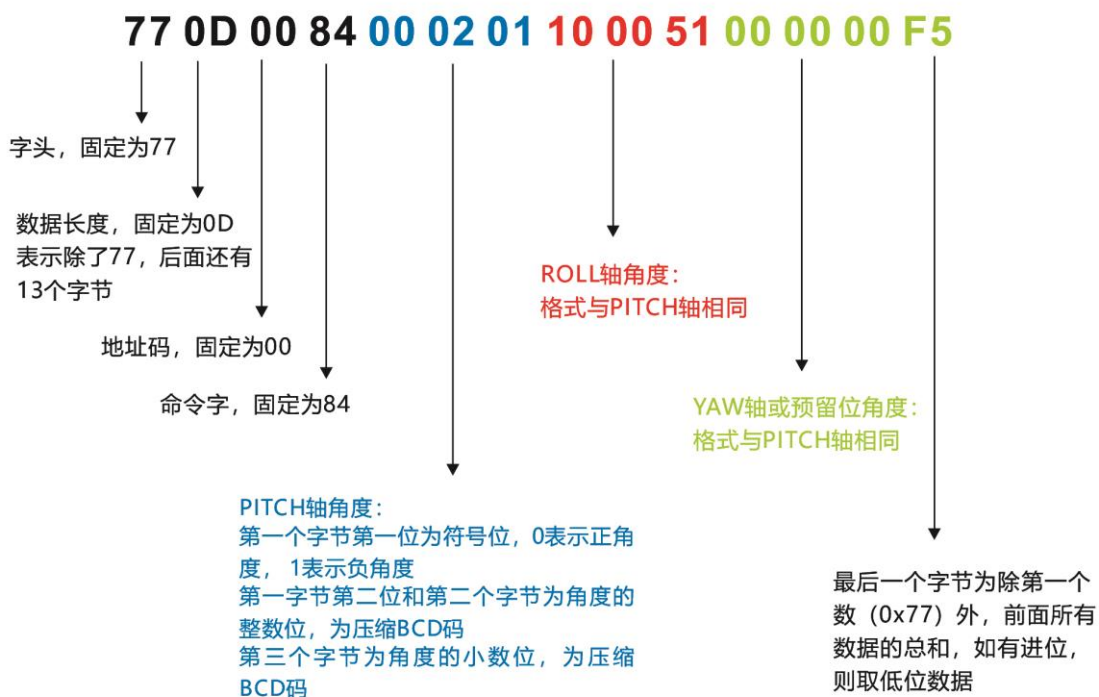 77 0D 00 84 00 02 01 10 00 51 00 00 00 F5
字头，固定为77
数据长度，固定为0D
表示除了77，后面还有
13个字节
地址码，固定为00
命令字，固定为84
PITCH轴角度：
第一个字节第一位为符号位，0表示正角
度， 1表示负角度
第一字节第二位和第二个字节为角度的
整数位，为压缩BCD码
第三个字节为角度的小数位，为压缩
BCD码
ROLL轴角度：
格式与PITCH轴相同
YAW轴或预留位角度：
格式与PITCH轴相同
最后一个字节为除第一个
数（0x77）外，前面所有
数据的总和，如有进位，
则取低位数据